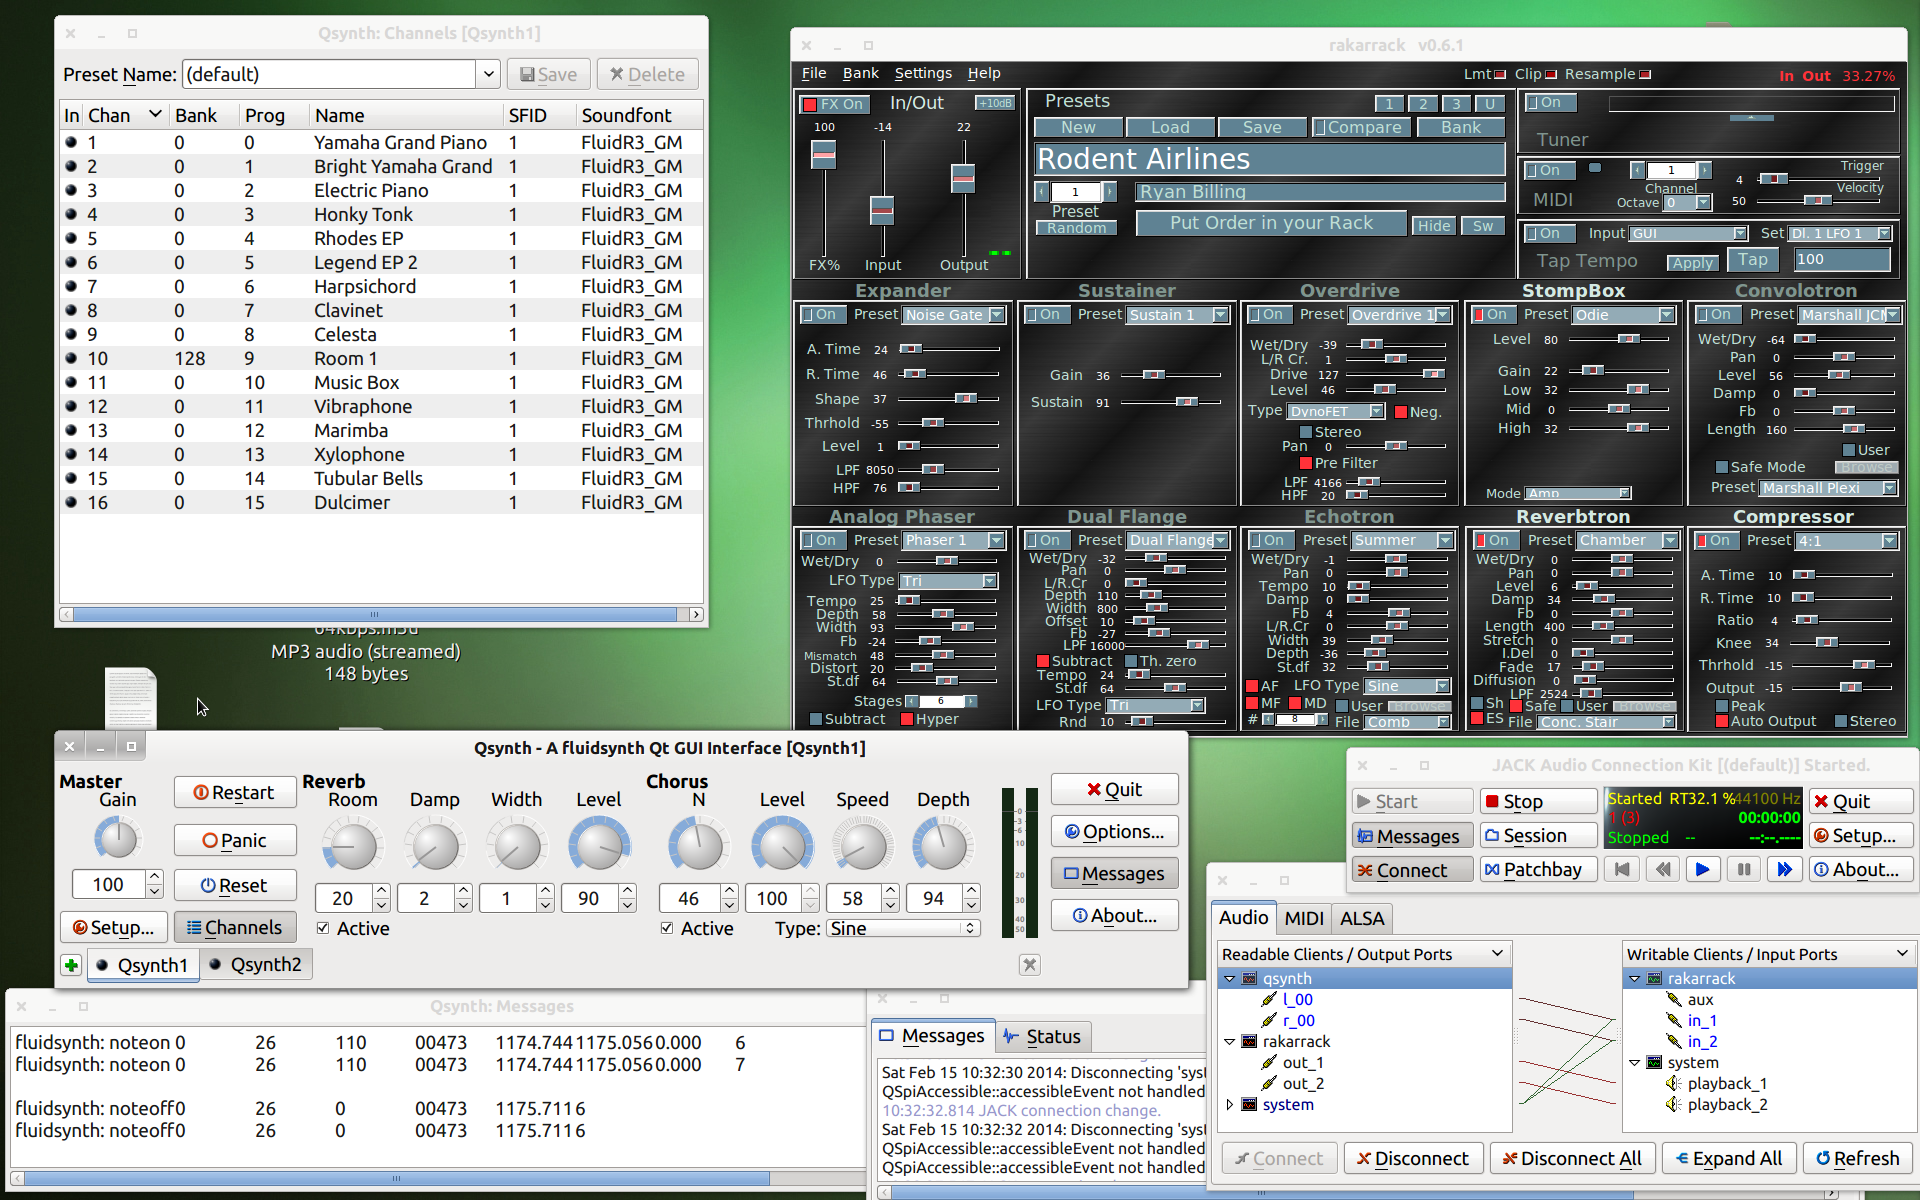 Qsynth: Channels [Qsynth1]
Preset Name: (default) Save Delete
In Chan Bank Prog Name SFID Soundfont
1 0 0 Yamaha Grand Piano 1 FluidR3_GM
2 0 1 Bright Yamaha Grand 1 FluidR3_GM
3 0 2 Electric Piano 1 FluidR3_GM
4 0 3 Honky Tonk 1 FluidR3_GM
5 0 4 Rhodes EP 1 FluidR3_GM
6 0 5 Legend EP 2 1 FluidR3_GM
7 0 6 Harpsichord 1 FluidR3_GM
8 0 7 Clavinet 1 FluidR3_GM
9 0 8 Celesta 1 FluidR3_GM
10 128 9 Room 1 1 FluidR3_GM
11 0 10 Music Box 1 FluidR3_GM
12 0 11 Vibraphone 1 FluidR3_GM
13 0 12 Marimba 1 FluidR3_GM
14 0 13 Xylophone 1 FluidR3_GM
15 0 14 Tubular Bells 1 FluidR3_GM
16 0 15 Dulcimer 1 FluidR3_GM
64kbps.m3u
MP3 audio (streamed)
148 bytes
rakarrack v0.6.1
File Bank Settings Help Lmt Clip Resample In Out 33.27%
FX On In/Out +10dB
100 -14 22
FX% Input Output
Presets 1 2 3 U
New Load Save Compare Bank
Rodent Airlines
1 Ryan Billing
Preset
Random Put Order in your Rack Hide Sw
On
Tuner
On 1 Trigger
4
Channel Velocity
MIDI Octave 0 50
On Input GUI Set Dl. 1 LFO 1
Tap Tempo Apply Tap 100
Expander
On Preset Noise Gate
A. Time 24
R. Time 46
Shape 37
Thrhold -55
Level 1
LPF 8050
HPF 76
Sustainer
On Preset Sustain 1
Gain 36
Sustain 91
Overdrive
On Preset Overdrive 1
Wet/Dry -39
L/R Cr. 1
Drive 127
Level 46
Type DynoFET Neg.
Stereo
Pan 0
Pre Filter
LPF 4166
HPF 20
StompBox
On Preset Odie
Level 80
Gain 22
Low 32
Mid 0
High 32
Mode Amp
Convolotron
On Preset Marshall JCM
Wet/Dry -64
Pan 0
Level 56
Damp 0
Fb 0
Length 160
User
Safe Mode Browse
Preset Marshall Plexi
Analog Phaser
On Preset Phaser 1
Wet/Dry 0
LFO Type Tri
Tempo 25
Depth 58
Width 93
Fb -24
Mismatch 48
Distort 20
St.df 64
Stages 6
Subtract Hyper
Dual Flange
On Preset Dual Flange
Wet/Dry -32
Pan 0
L/R.Cr 0
Depth 110
Width 800
Offset 10
Fb -27
LPF 16000
Subtract Th. zero
Tempo 24
St.df 64
LFO Type Tri
Rnd 10
Echotron
On Preset Summer
Wet/Dry -1
Pan 0
Tempo 10
Damp 0
Fb 4
L/R.Cr 0
Width 39
Depth -36
St.df 32
AF LFO Type Sine
MF MD User Browse
# 8 File Comb
Reverbtron
On Preset Chamber
Wet/Dry 0
Pan 0
Level 6
Damp 34
Fb 0
Length 400
Stretch 0
I.Del 0
Fade 17
Diffusion 0
LPF 2524
Sh Safe User Browse
ES File Conc. Stair
Compressor
On Preset 4:1
A. Time 10
R. Time 10
Ratio 4
Knee 34
Thrhold -15
Output -15
Peak
Auto Output Stereo
Qsynth - A fluidsynth Qt GUI Interface [Qsynth1]
Master Reverb Chorus
Gain Restart Room Damp Width Level N Level Speed Depth Quit
Panic Options...
100 Reset 20 2 1 90 46 100 58 94 Messages
Setup... Channels Active Active Type: Sine About...
Qsynth1 Qsynth2
-0
-3
-6
10
20
30
40
50
JACK Audio Connection Kit [(default)] Started.
Start Stop Started RT 32.1 % 44100 Hz Quit
Messages Session 1 (3) 00:00:00 Setup...
Stopped -- --:--.----
Connect Patchbay About...
Qsynth: Messages
fluidsynth: noteon 0 26 110 00473 1174.744 1175.056 0.000 6
fluidsynth: noteon 0 26 110 00473 1174.744 1175.056 0.000 7
fluidsynth: noteoff 0 26 0 00473 1175.711 6
fluidsynth: noteoff 0 26 0 00473 1175.711 6
Messages Status
Sat Feb 15 10:32:30 2014: Disconnecting 'syst
QSpiAccessible::accessibleEvent not handled
10:32:32.814 JACK connection change.
Sat Feb 15 10:32:32 2014: Disconnecting 'syst
QSpiAccessible::accessibleEvent not handled
QSpiAccessible::accessibleEvent not handled
Audio MIDI ALSA
Readable Clients / Output Ports
qsynth
l_00
r_00
rakarrack
out_1
out_2
system
Writable Clients / Input Ports
rakarrack
aux
in_1
in_2
system
playback_1
playback_2
Connect Disconnect Disconnect All Expand All Refresh